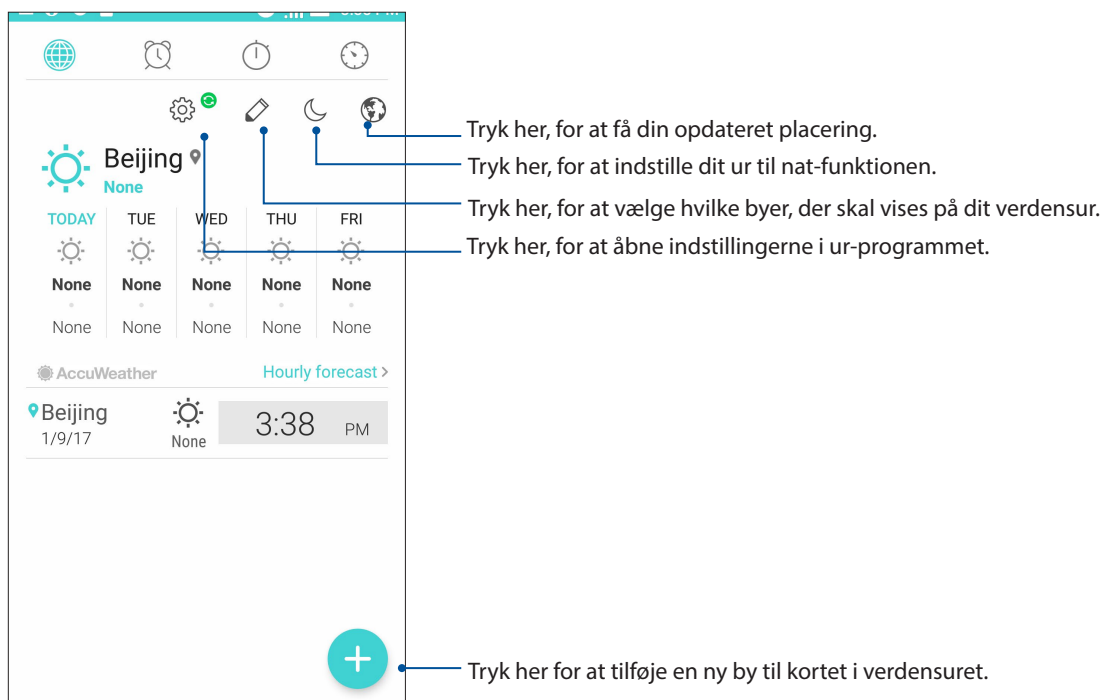 Beijing
None
TODAY TUE WED THU FRI
None None None None None
None None None None None
AccuWeather Hourly forecast >
Beijing
1/9/17
None
3:38 PM
Tryk her, for at få din opdateret placering.
Tryk her, for at indstille dit ur til nat-funktionen.
Tryk her, for at vælge hvilke byer, der skal vises på dit verdensur.
Tryk her, for at åbne indstillingerne i ur-programmet.
Tryk her for at tilføje en ny by til kortet i verdensuret.